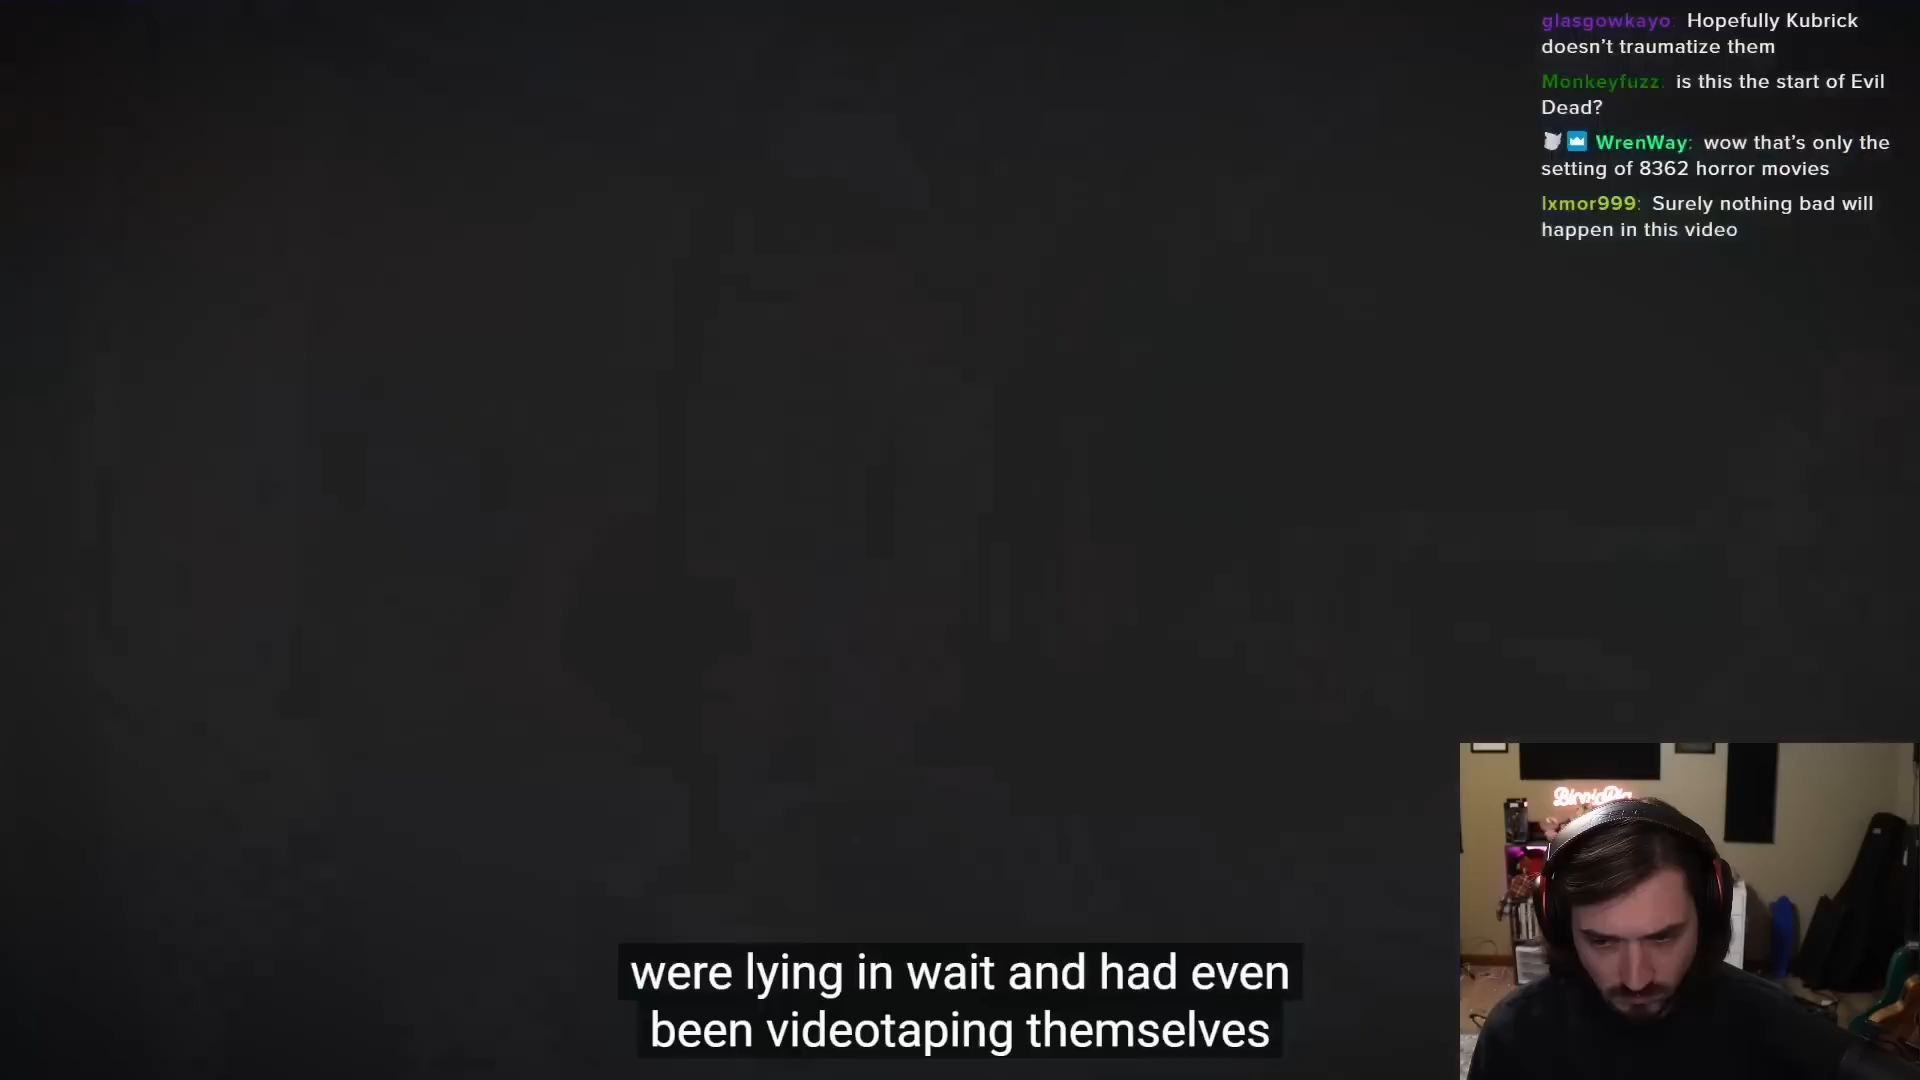 glasgowkayo: Hopefully Kubrick
doesn't traumatize them
Monkeyfuzz: is this the start of Evil
Dead?
WrenWay: wow that's only the
setting of 8362 horror movies
lxmor999: Surely nothing bad will
happen in this video
were lying in wait and had even
been videotaping themselves